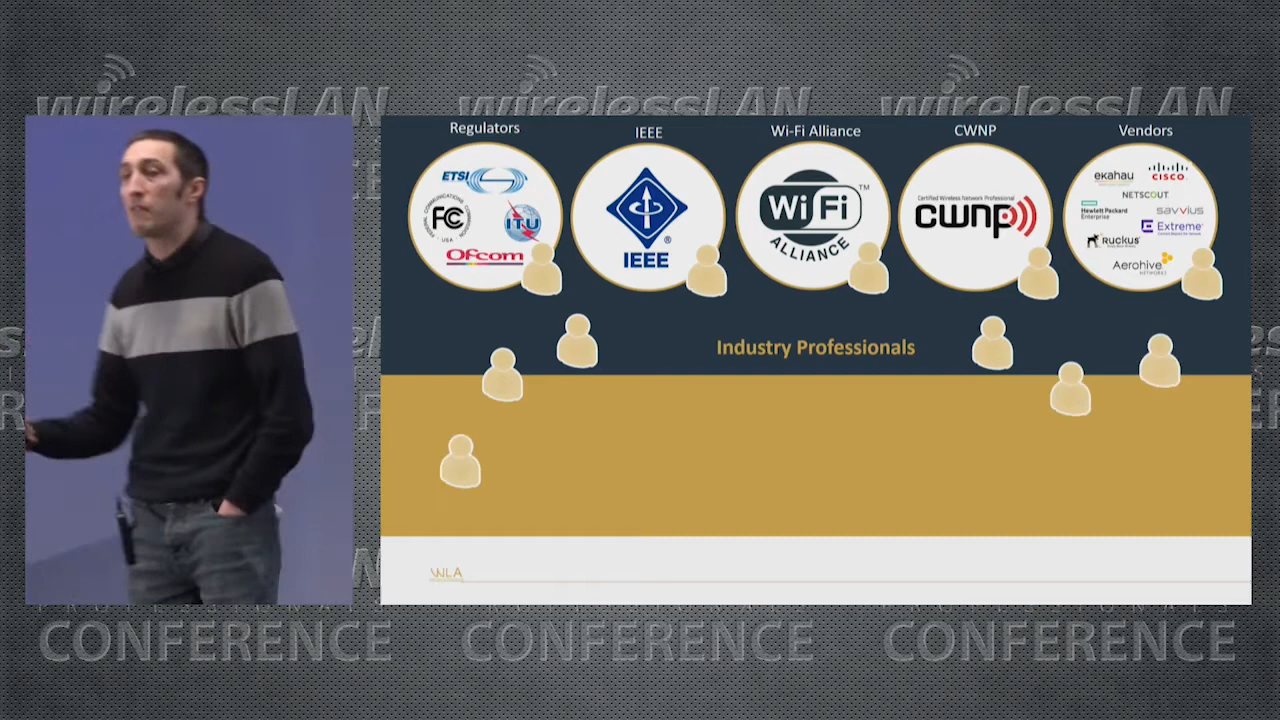 wirelessLAN wirelessLAN wirelessLAN
Regulators IEEE Wi-Fi Alliance CWNP Vendors
ETSI
FCC
USA
ITU
Ofcom
IEEE
®
Wi Fi
TM
ALLIANCE
Certified Wireless Network Professional
cwnp
ekahau
CISCO
NETSCOUT
Hewlett Packard
Enterprise
savvius
Extreme
RUCKUS
Aerohive
NETWORKS
Industry Professionals
WLA
CONFERENCE CONFERENCE CONFERENCE